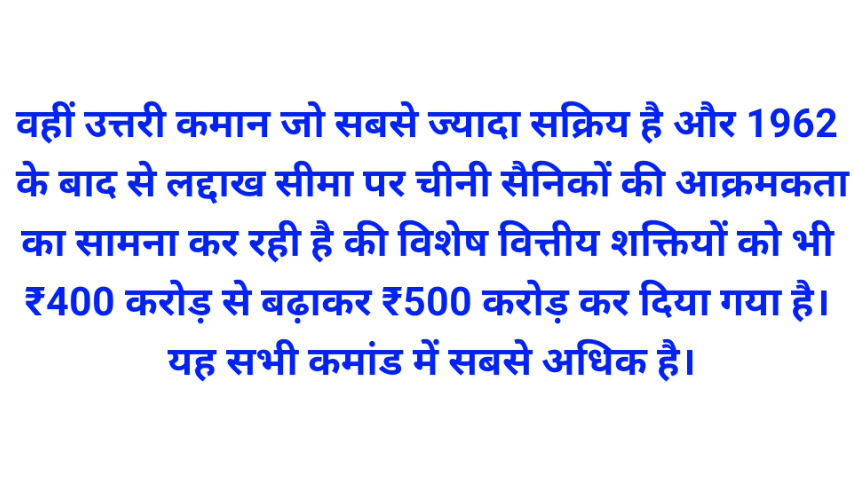 वहीं उत्तरी कमान जो सबसे ज्यादा सक्रिय है और 1962
के बाद से लद्दाख सीमा पर चीनी सैनिकों की आक्रमकता
का सामना कर रही है की विशेष वित्तीय शक्तियों को भी
₹400 करोड़ से बढ़ाकर ₹500 करोड़ कर दिया गया है।
यह सभी कमांड में सबसे अधिक है।